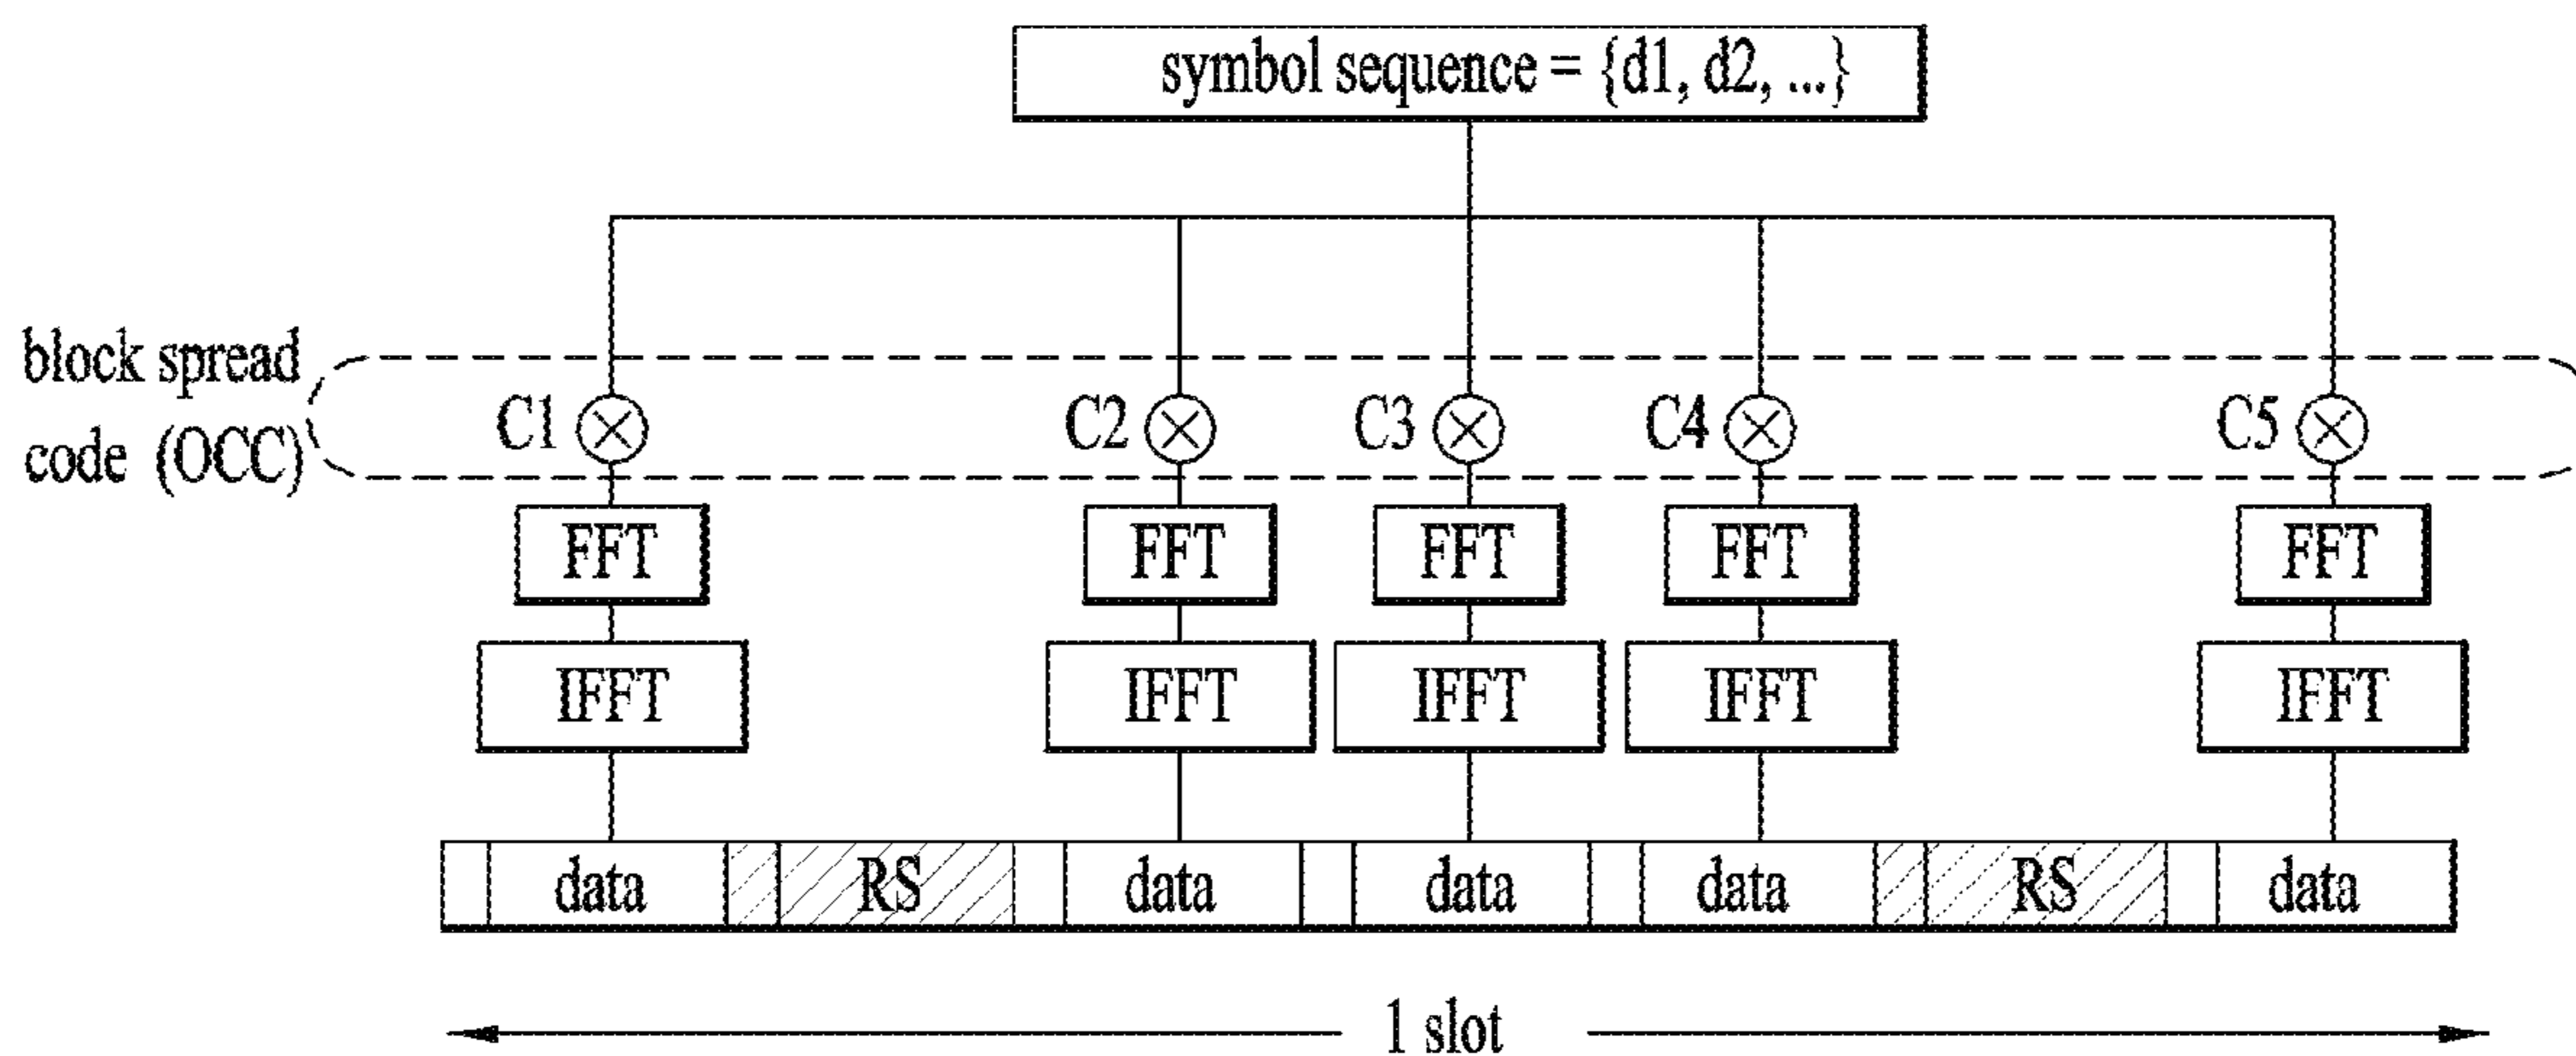 symbol sequence = {d1, d2, ...}
block spread
code (OCC)
C1 C2 C3 C4 C5
FFT FFT FFT FFT FFT
IFFT IFFT IFFT IFFT IFFT
data RS data data data RS data
1 slot